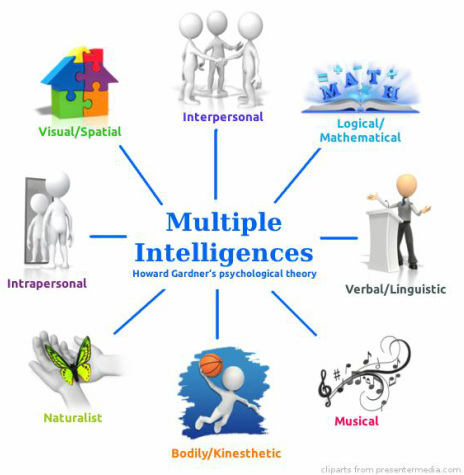 Interpersonal
Visual/Spatial
MATH
Logical/
Mathematical
Multiple
Intelligences
Howard Gardner's psychological theory
Intrapersonal
Verbal/Linguistic
Naturalist
Bodily/Kinesthetic
Musical
cliparts from presentermedia.com